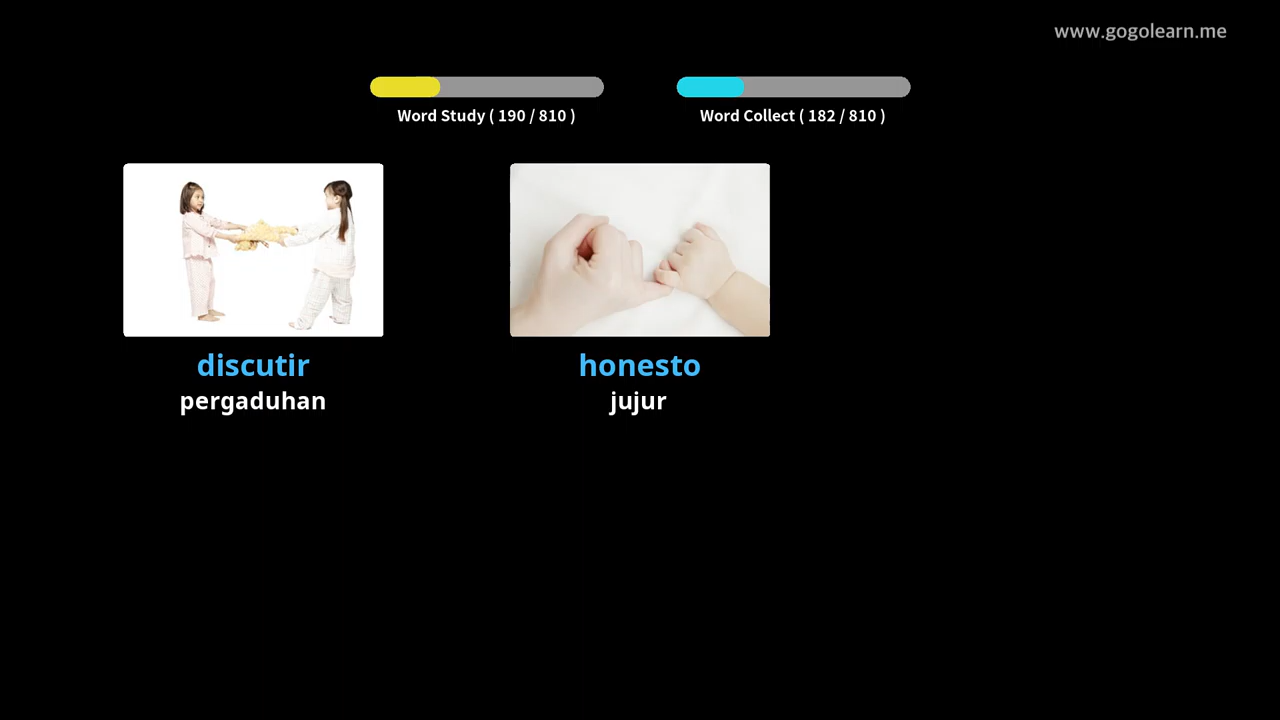 www.gogolearn.me
Word Study ( 190 / 810 )
Word Collect ( 182 / 810 )
discutir
pergaduhan
honesto
jujur